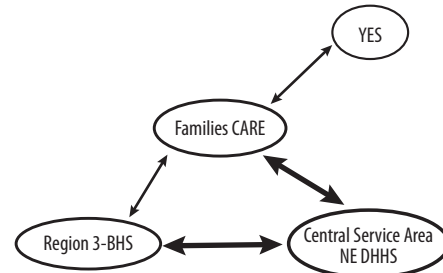 YES
Families CARE
Region 3-BHS
Central Service Area
NE DHHS